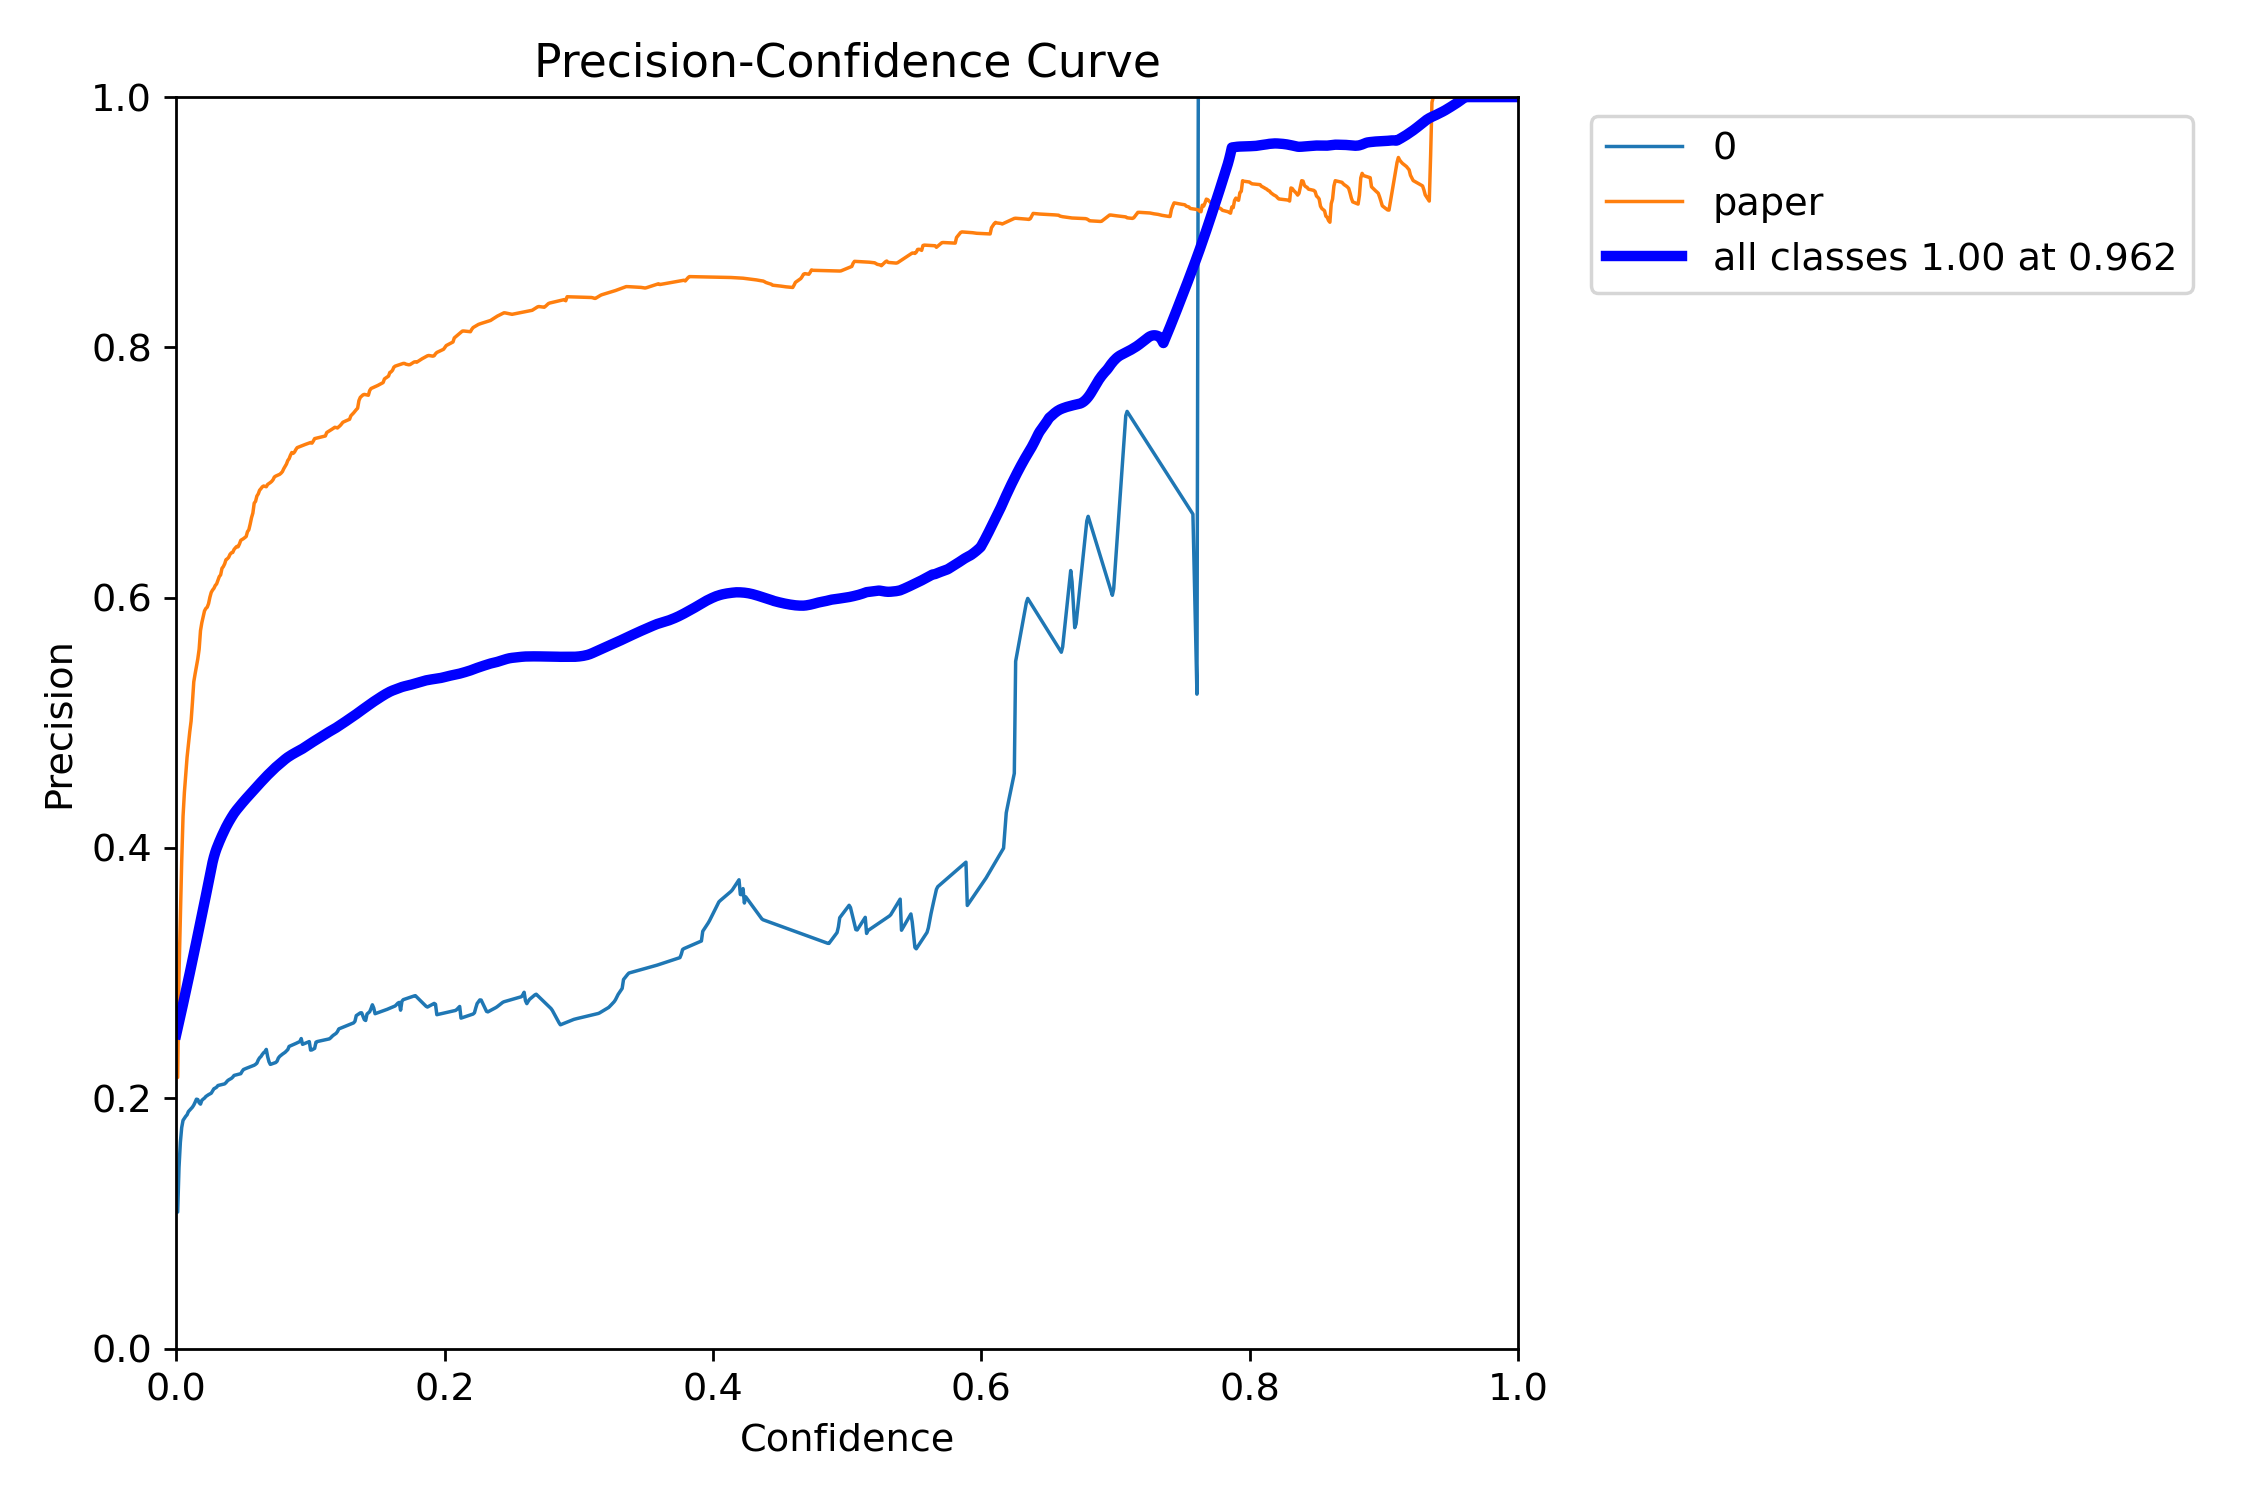 Precision-Confidence Curve
1.0
0.8
0.6
0.4
0.2
0.0
Precision
0.0 0.2 0.4 0.6 0.8 1.0
Confidence
0
paper
all classes 1.00 at 0.962